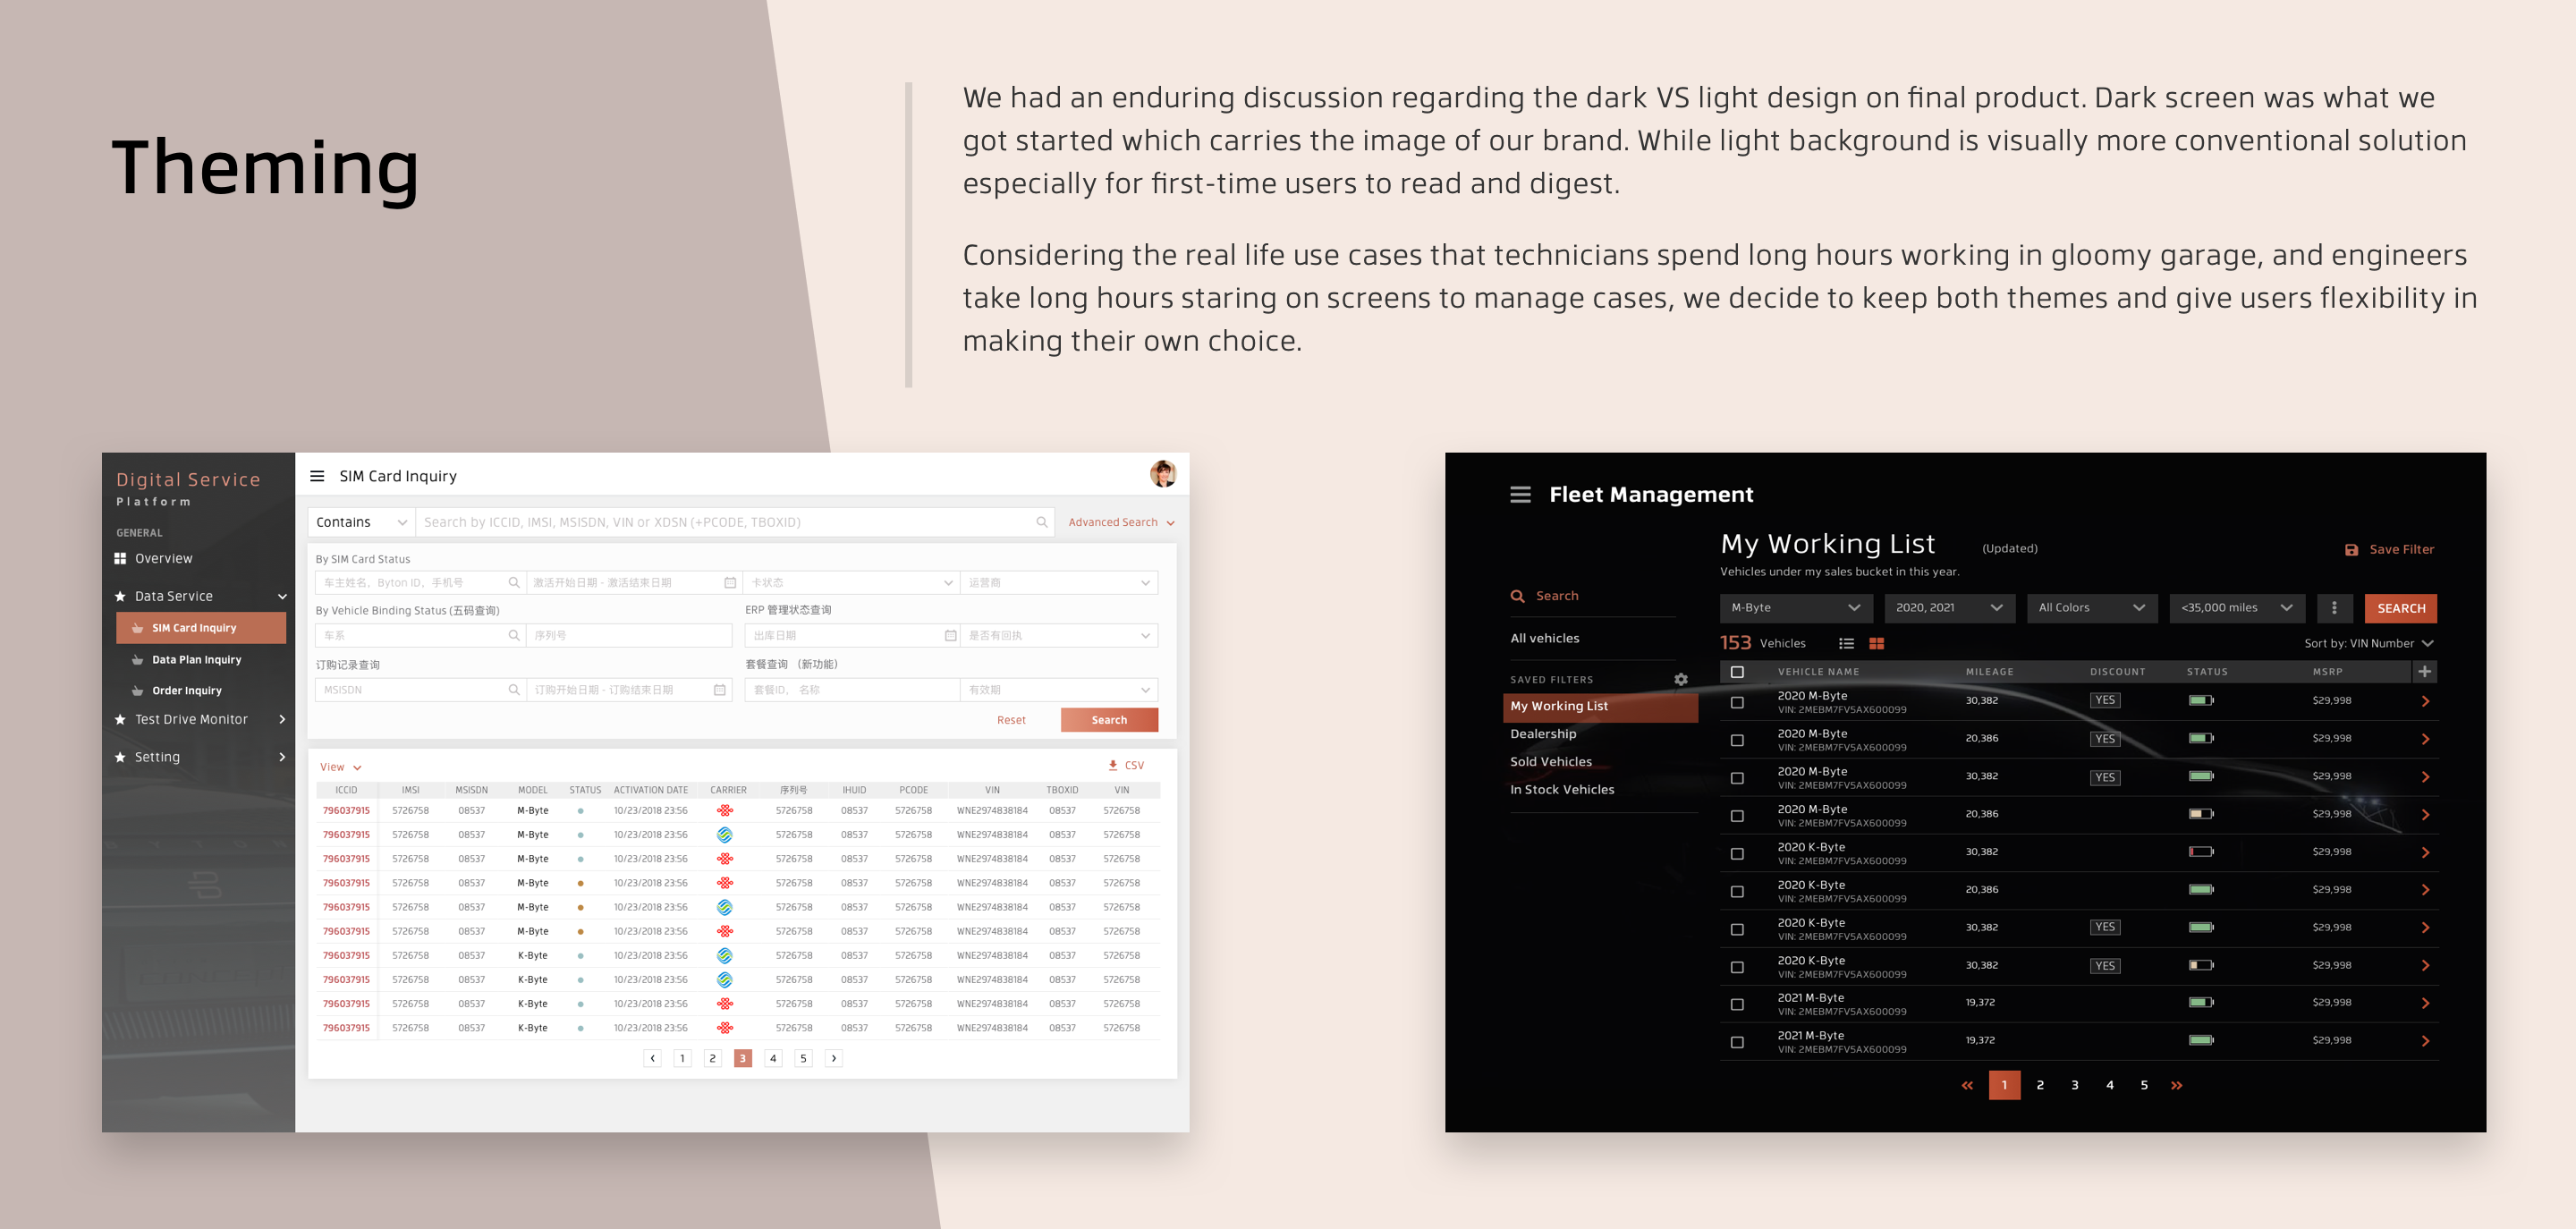 Theming
We had an enduring discussion regarding the dark VS light design on final product. Dark screen was what we
got started which carries the image of our brand. While light background is visually more conventional solution
especially for first-time users to read and digest.
Considering the real life use cases that technicians spend long hours working in gloomy garage, and engineers
take long hours staring on screens to manage cases, we decide to keep both themes and give users flexibility in
making their own choice.
Digital Service
Platform
GENERAL
Overview
Data Service
SIM Card Inquiry
Data Plan Inquiry
Order Inquiry
Test Drive Monitor
Setting
SIM Card Inquiry
Contains Search by ICCID, IMSI, MSISDN, VIN or XDSN (+PCODE, TBOXID) Advanced Search
By SIM Card Status
车主姓名, Byton ID, 手机号 激活开始日期 - 激活结束日期 卡状态 运营商
By Vehicle Binding Status (五码查询) ERP 管理状态查询
车系 序列号 出库日期 是否有回执
订购记录查询 套餐查询 （新功能）
MSISDN 订购开始日期 - 订购结束日期 套餐ID, 名称 有效期
Reset Search
View CSV
ICCID IMSI MSISDN MODEL STATUS ACTIVATION DATE CARRIER 序列号 IHUID PCODE VIN TBOXID VIN
796037915 5726758 08537 M-Byte 10/23/2018 23:56 5726758 08537 5726758 WNE2974838184 08537 5726758
796037915 5726758 08537 M-Byte 10/23/2018 23:56 5726758 08537 5726758 WNE2974838184 08537 5726758
796037915 5726758 08537 M-Byte 10/23/2018 23:56 5726758 08537 5726758 WNE2974838184 08537 5726758
796037915 5726758 08537 M-Byte 10/23/2018 23:56 5726758 08537 5726758 WNE2974838184 08537 5726758
796037915 5726758 08537 M-Byte 10/23/2018 23:56 5726758 08537 5726758 WNE2974838184 08537 5726758
796037915 5726758 08537 M-Byte 10/23/2018 23:56 5726758 08537 5726758 WNE2974838184 08537 5726758
796037915 5726758 08537 K-Byte 10/23/2018 23:56 5726758 08537 5726758 WNE2974838184 08537 5726758
796037915 5726758 08537 K-Byte 10/23/2018 23:56 5726758 08537 5726758 WNE2974838184 08537 5726758
796037915 5726758 08537 K-Byte 10/23/2018 23:56 5726758 08537 5726758 WNE2974838184 08537 5726758
796037915 5726758 08537 K-Byte 10/23/2018 23:56 5726758 08537 5726758 WNE2974838184 08537 5726758
1 2 3 4 5
Fleet Management
Search
All vehicles
SAVED FILTERS
My Working List
Dealership
Sold Vehicles
In Stock Vehicles
My Working List (Updated) Save Filter
Vehicles under my sales bucket in this year.
M-Byte 2020, 2021 All Colors <35,000 miles SEARCH
153 Vehicles Sort by: VIN Number
VEHICLE NAME MILEAGE DISCOUNT STATUS MSRP
2020 M-Byte 30,382 YES $29,998
VIN: 2MEBM7FV5AX600099
2020 M-Byte 20,386 YES $29,998
VIN: 2MEBM7FV5AX600099
2020 M-Byte 30,382 YES $29,998
VIN: 2MEBM7FV5AX600099
2020 M-Byte 20,386 $29,998
VIN: 2MEBM7FV5AX600099
2020 K-Byte 30,382 $29,998
VIN: 2MEBM7FV5AX600099
2020 K-Byte 20,386 $29,998
VIN: 2MEBM7FV5AX600099
2020 K-Byte 30,382 YES $29,998
VIN: 2MEBM7FV5AX600099
2020 K-Byte 30,382 YES $29,998
VIN: 2MEBM7FV5AX600099
2021 M-Byte 19,372 $29,998
VIN: 2MEBM7FV5AX600099
2021 M-Byte 19,372 $29,998
VIN: 2MEBM7FV5AX600099
1 2 3 4 5